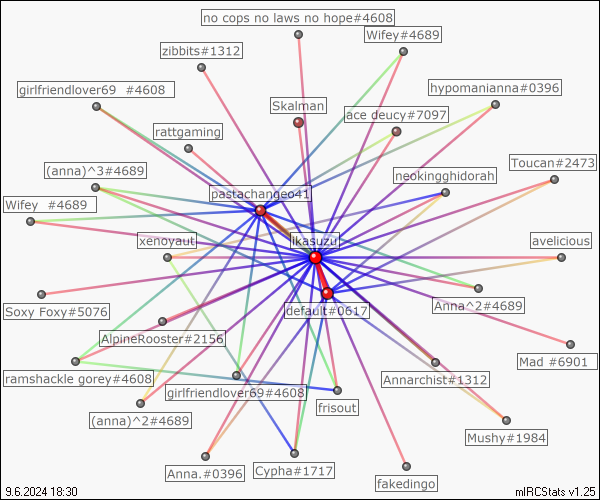 no cops no laws no hope#4608
Wifey#4689
zibbits#1312
girlfriendlover69 #4608
hypomanianna#0396
Skalman
ace deucy#7097
rattgaming
(anna)^3#4689
Toucan#2473
neokingghidorah
pastachangeo41
Wifey #4689
xenoyaut
ikasuzu
avelicious
Soxy Foxy#5076
default#0617
Anna^2#4689
AlpineRooster#2156
Mad #6901
ramshackle gorey#4608
girlfriendlover69#4608
Annarchist#1312
frisout
(anna)^2#4689
Mushy#1984
Anna.#0396
Cypha#1717
fakedingo
9.6.2024 18:30
mIRCStats v1.25